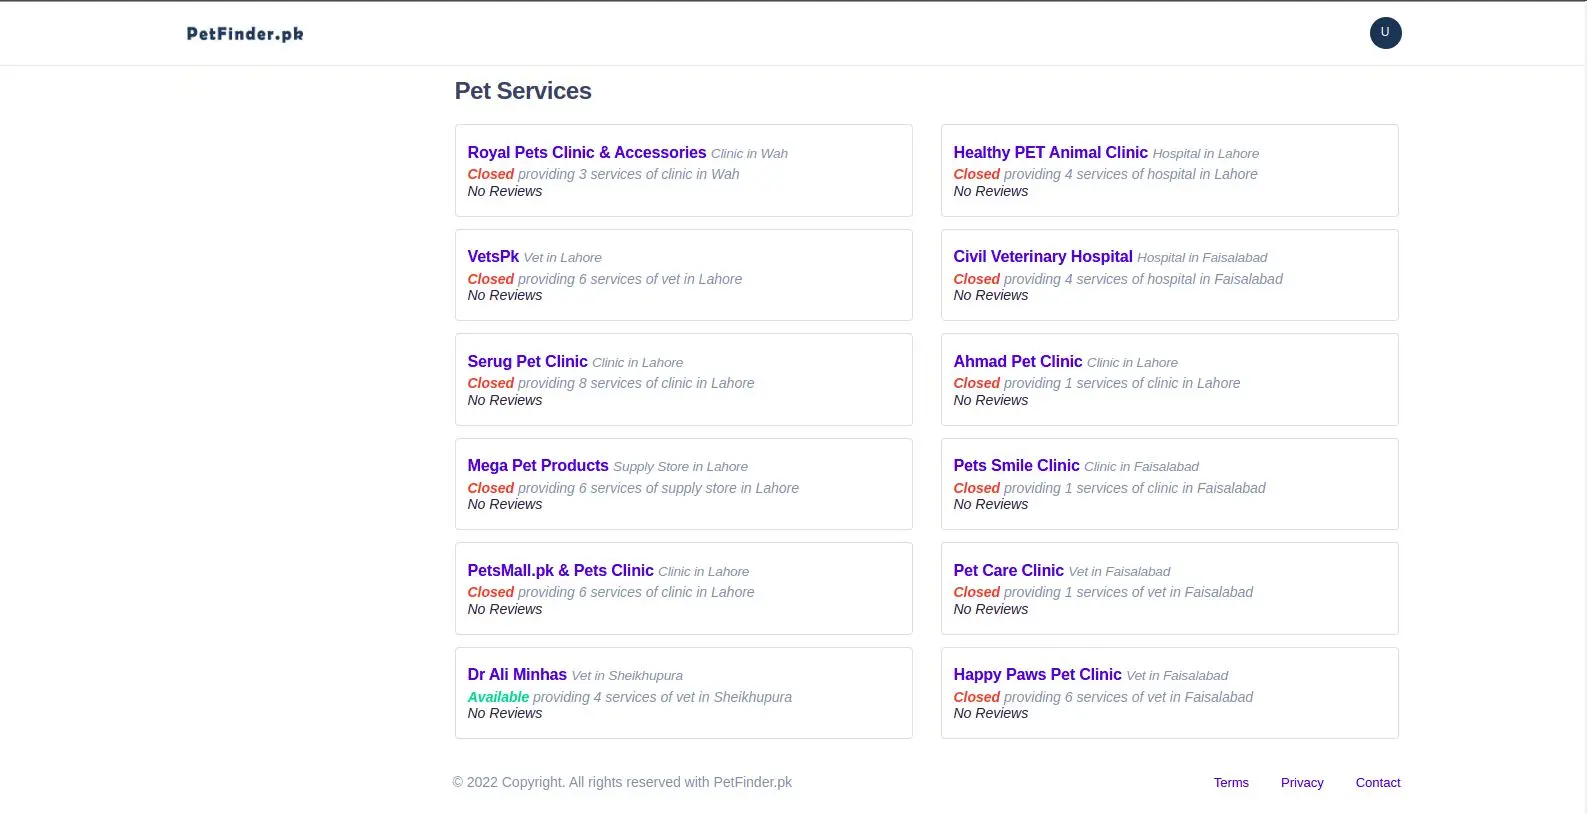 PetFinder.pk
U
Pet Services
Royal Pets Clinic & Accessories Clinic in Wah
Closed providing 3 services of clinic in Wah
No Reviews
Healthy PET Animal Clinic Hospital in Lahore
Closed providing 4 services of hospital in Lahore
No Reviews
VetsPk Vet in Lahore
Closed providing 6 services of vet in Lahore
No Reviews
Civil Veterinary Hospital Hospital in Faisalabad
Closed providing 4 services of hospital in Faisalabad
No Reviews
Serug Pet Clinic Clinic in Lahore
Closed providing 8 services of clinic in Lahore
No Reviews
Ahmad Pet Clinic Clinic in Lahore
Closed providing 1 services of clinic in Lahore
No Reviews
Mega Pet Products Supply Store in Lahore
Closed providing 6 services of supply store in Lahore
No Reviews
Pets Smile Clinic Clinic in Faisalabad
Closed providing 1 services of clinic in Faisalabad
No Reviews
PetsMall.pk & Pets Clinic Clinic in Lahore
Closed providing 6 services of clinic in Lahore
No Reviews
Pet Care Clinic Vet in Faisalabad
Closed providing 1 services of vet in Faisalabad
No Reviews
Dr Ali Minhas Vet in Sheikhupura
Available providing 4 services of vet in Sheikhupura
No Reviews
Happy Paws Pet Clinic Vet in Faisalabad
Closed providing 6 services of vet in Faisalabad
No Reviews
© 2022 Copyright. All rights reserved with PetFinder.pk
Terms Privacy Contact